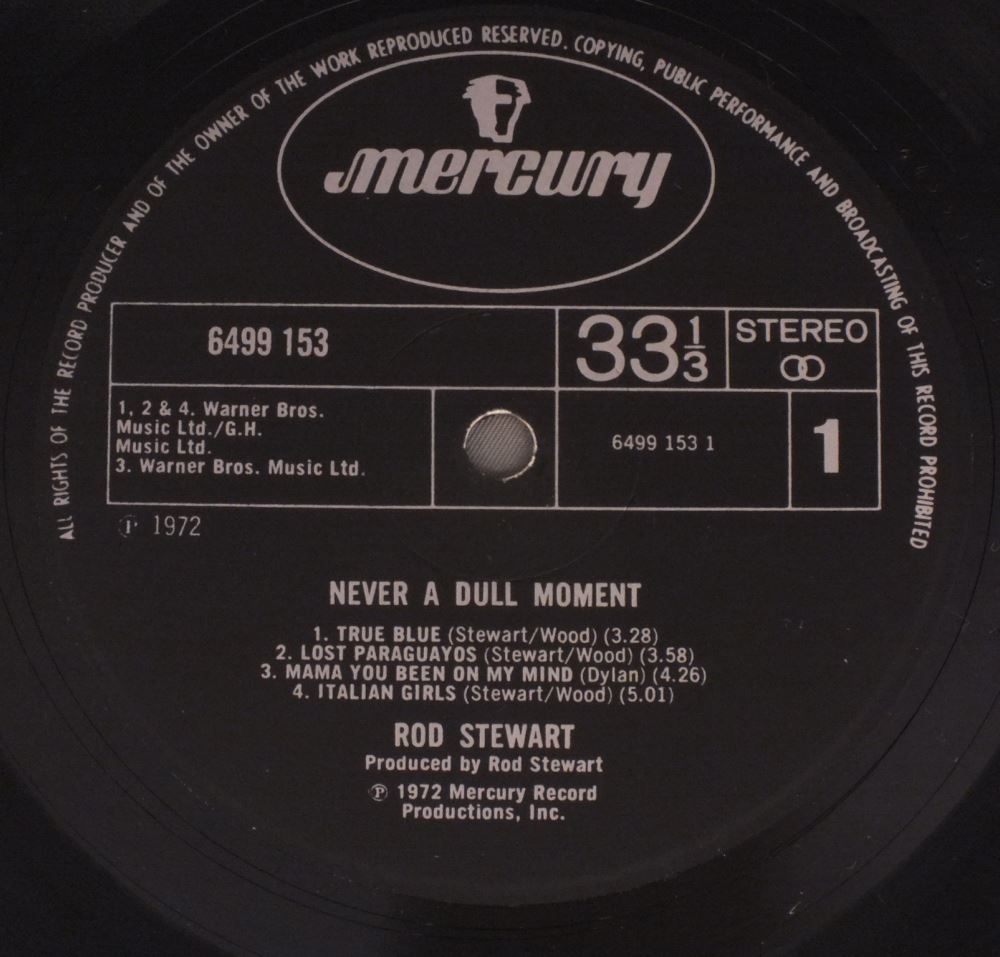 ALL RIGHTS OF THE RECORD PRODUCER AND OF THE OWNER OF THE WORK REPRODUCED RESERVED. COPYING, PUBLIC PERFORMANCE AND BROADCASTING OF THIS RECORD PROHIBITED
mercury
6499 153
33 1/3
STEREO
1, 2 & 4. Warner Bros.
Music Ltd./G.H.
Music Ltd.
3. Warner Bros. Music Ltd.
6499 153 1
1
℗ 1972
NEVER A DULL MOMENT
1. TRUE BLUE (Stewart/Wood) (3.28)
2. LOST PARAGUAYOS (Stewart/Wood) (3.58)
3. MAMA YOU BEEN ON MY MIND (Dylan) (4.26)
4. ITALIAN GIRLS (Stewart/Wood) (5.01)
ROD STEWART
Produced by Rod Stewart
℗ 1972 Mercury Record
Productions, Inc.